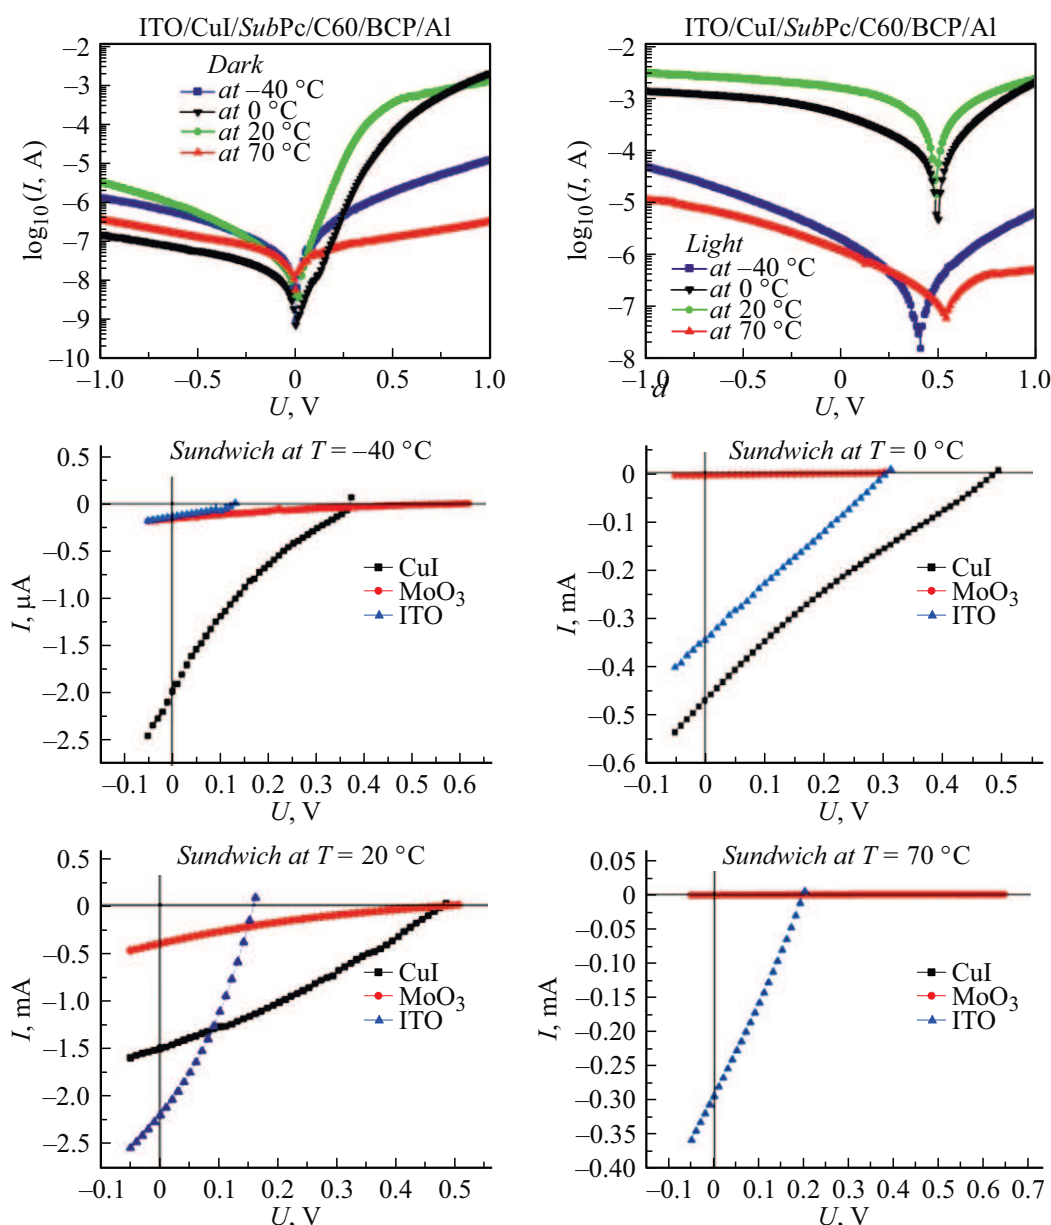 ITO/CuI/SubPc/C60/BCP/Al
–2
–3
–4
–5
–6
–7
–8
–9
–10
log10(I, A)
Dark
at –40 °C
at 0 °C
at 20 °C
at 70 °C
–1.0
–0.5
0
0.5
1.0
U, V
ITO/CuI/SubPc/C60/BCP/Al
–2
–3
–4
–5
–6
–7
–8
log10(I, A)
Light
at –40 °C
at 0 °C
at 20 °C
at 70 °C
–1.0
d
0
0.5
1.0
U, V
Sundwich at T = –40 °C
0.5
0
–0.5
–1.0
–1.5
–2.0
–2.5
I, μA
CuI
MoO3
ITO
–0.1
0
0.1
0.2
0.3
0.4
0.5
0.6
U, V
Sundwich at T = 0 °C
0
–0.1
–0.2
–0.3
–0.4
–0.5
–0.6
I, mA
CuI
MoO3
ITO
–0.1
0
0.1
0.2
0.3
0.4
0.5
U, V
Sundwich at T = 20 °C
0.5
0
–0.5
–1.0
–1.5
–2.0
–2.5
I, mA
CuI
MoO3
ITO
–0.1
0
0.1
0.2
0.3
0.4
0.5
U, V
Sundwich at T = 70 °C
0.05
0
–0.05
–0.10
–0.15
–0.20
–0.25
–0.30
–0.35
–0.40
I, mA
CuI
MoO3
ITO
–0.1
0
0.1
0.2
0.3
0.4
0.5
0.6
0.7
U, V